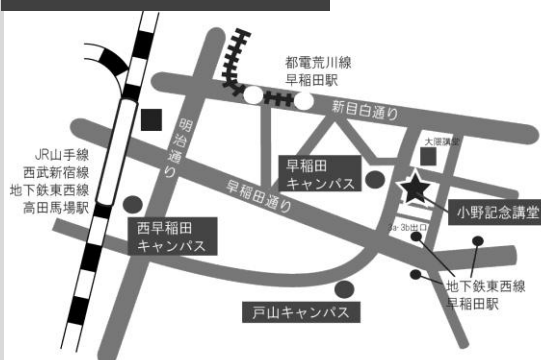 都電荒川線
早稲田駅
新目白通り
明治通り
大隈講堂
JR山手線
西武新宿線
地下鉄東西線
高田馬場駅
早稲田
キャンパス
早稲田通り
小野記念講堂
西早稲田
キャンパス
3a・3b出口
地下鉄東西線
早稲田駅
戸山キャンパス